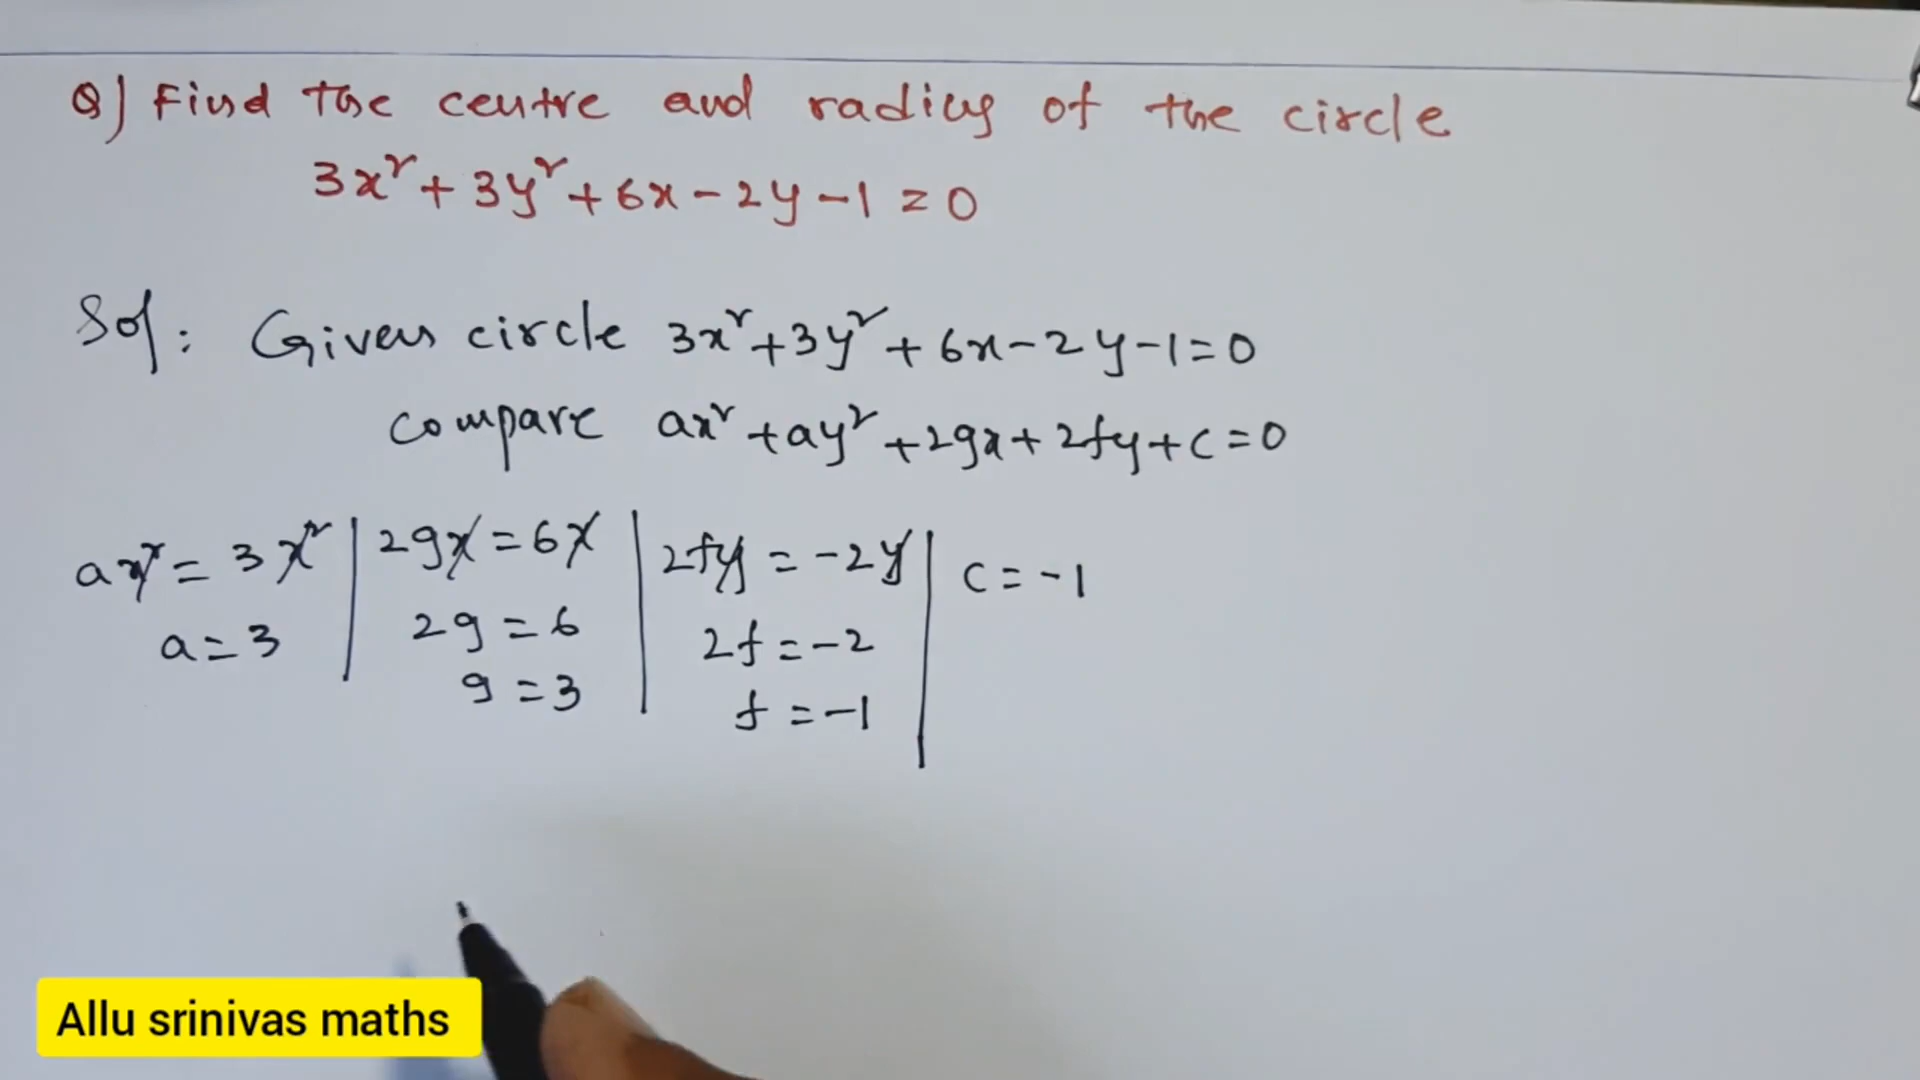 Q) Find the centre and radius of the circle
3x²+3y²+6x-2y-1=0
Sol: Given circle 3x²+3y²+6x-2y-1=0
compare ax²+ay²+2gx+2fy+c=0
ax²=3x² | 2gx=6x | 2fy=-2y | c=-1
a=3 | 2g=6 | 2f=-2
g=3 | f=-1
Allu srinivas maths